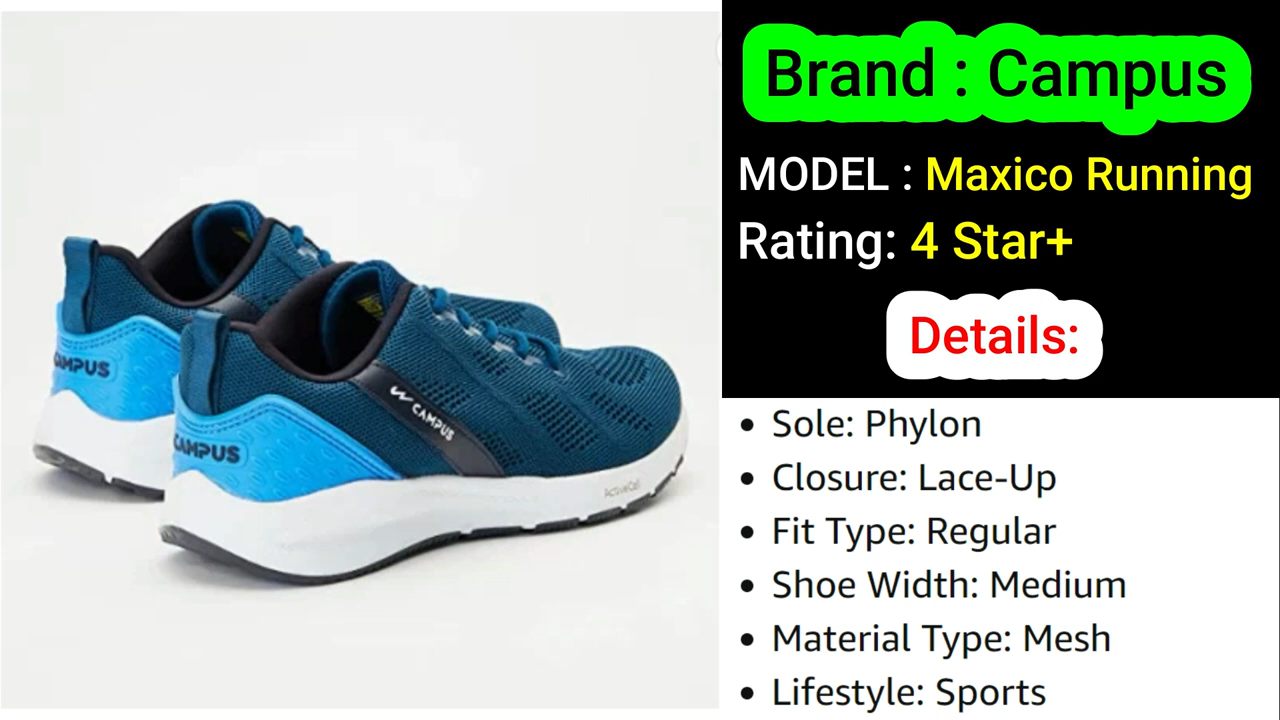 Brand : Campus
MODEL : Maxico Running
Rating: 4 Star+
Details:
• Sole: Phylon
• Closure: Lace-Up
• Fit Type: Regular
• Shoe Width: Medium
• Material Type: Mesh
• Lifestyle: Sports
CAMPUS
CAMPUS
CAMPUS